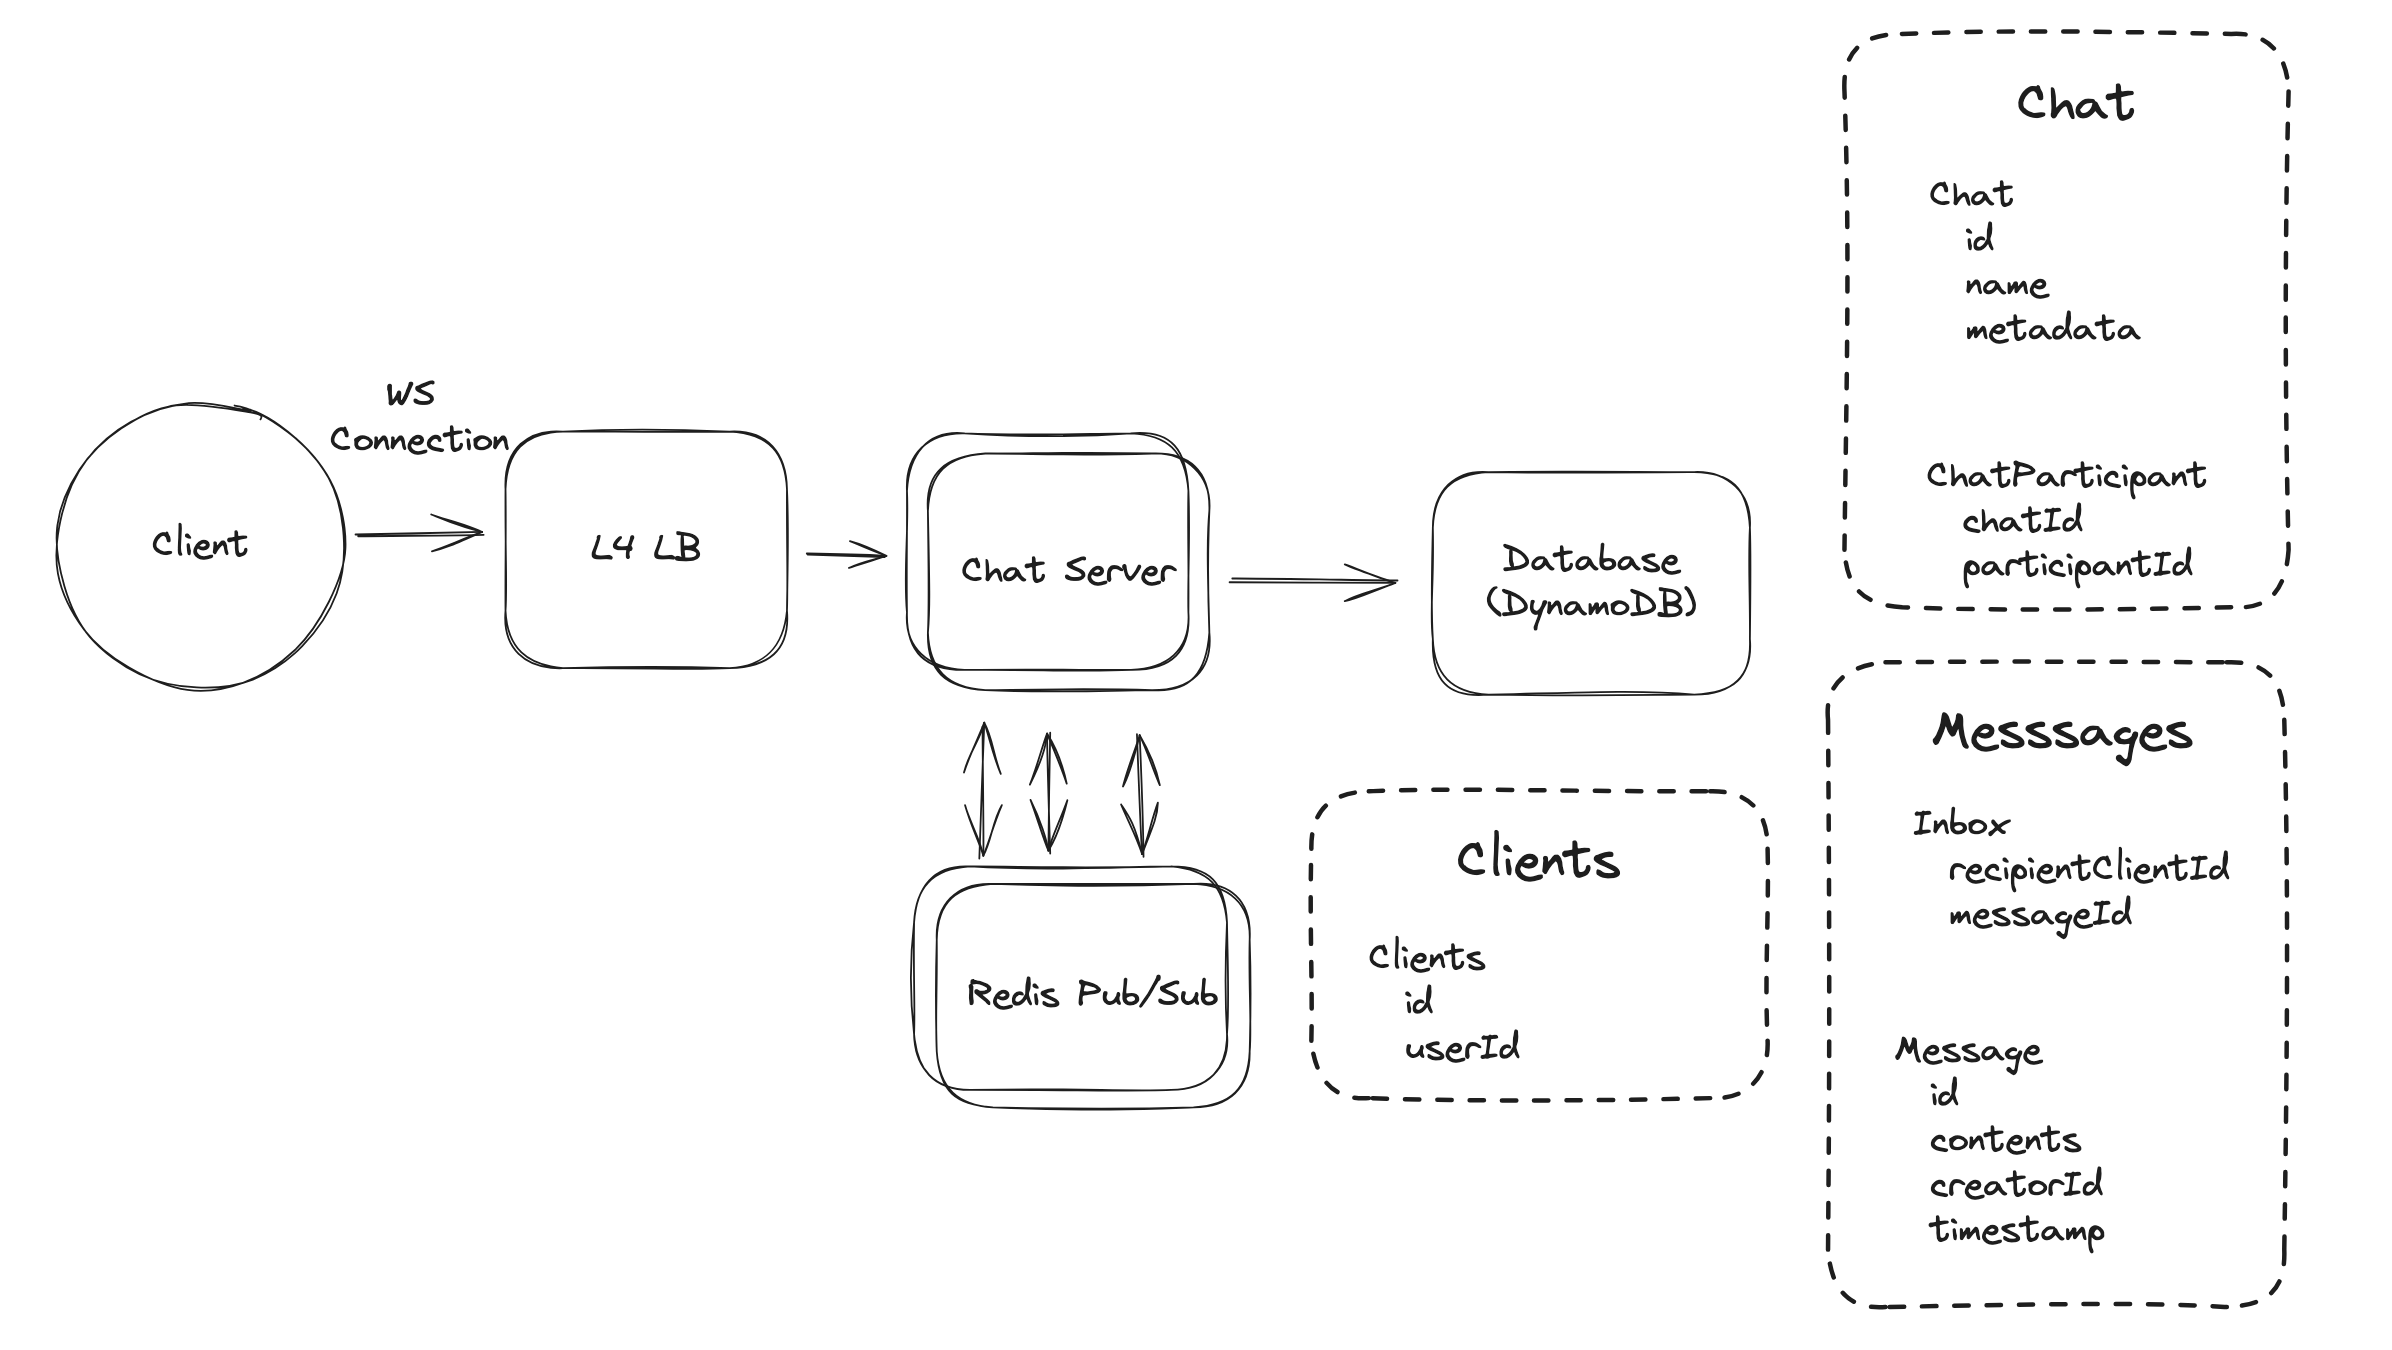 Client
WS
Connection
L4 LB
Chat Server
Database
(DynamoDB)
Redis Pub/Sub
Clients
Clients
id
userId
Chat
Chat
id
name
metadata
ChatParticipant
chatId
participantId
Messsages
Inbox
recipientClientId
messageId
Message
id
contents
creatorId
timestamp